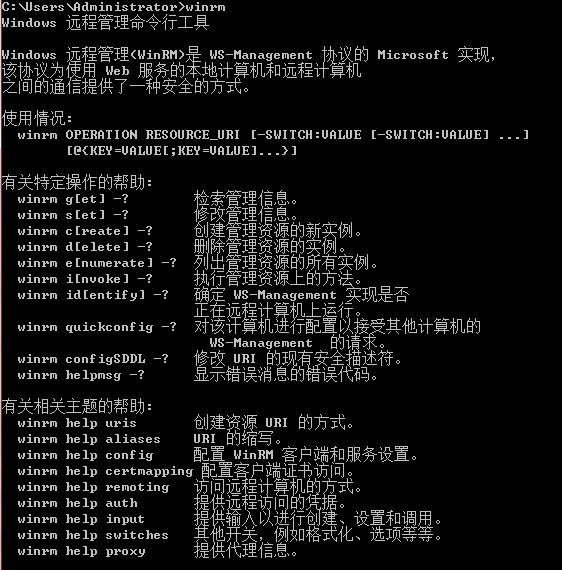 C:\Users\Administrator>winrm
Windows 远程管理命令行工具
Windows 远程管理(WinRM)是 WS-Management 协议的 Microsoft 实现,
该协议为使用 Web 服务的本地计算机和远程计算机
之间的通信提供了一种安全的方式。
使用情况:
winrm OPERATION RESOURCE_URI [-SWITCH:VALUE [-SWITCH:VALUE] ...]
[@{KEY=VALUE[;KEY=VALUE]...}]
有关特定操作的帮助:
winrm g[et] -? 检索管理信息。
winrm s[et] -? 修改管理信息。
winrm c[reate] -? 创建管理资源的新实例。
winrm d[elete] -? 删除管理资源的实例。
winrm e[numerate] -? 列出管理资源的所有实例。
winrm i[nvoke] -? 执行管理资源上的方法。
winrm id[entify] -? 确定 WS-Management 实现是否
正在远程计算机上运行。
winrm quickconfig -? 对该计算机进行配置以接受其他计算机的
WS-Management 的请求。
winrm configSDDL -? 修改 URI 的现有安全描述符。
winrm helpmsg -? 显示错误消息的错误代码。
有关相关主题的帮助:
winrm help uris 创建资源 URI 的方式。
winrm help aliases URI 的缩写。
winrm help config 配置 WinRM 客户端和服务设置。
winrm help certmapping 配置客户端证书访问。
winrm help remoting 访问远程计算机的方式。
winrm help auth 提供远程访问的凭据。
winrm help input 提供输入以进行创建、设置和调用。
winrm help switches 其他开关，例如格式化、选项等等。
winrm help proxy 提供代理信息。